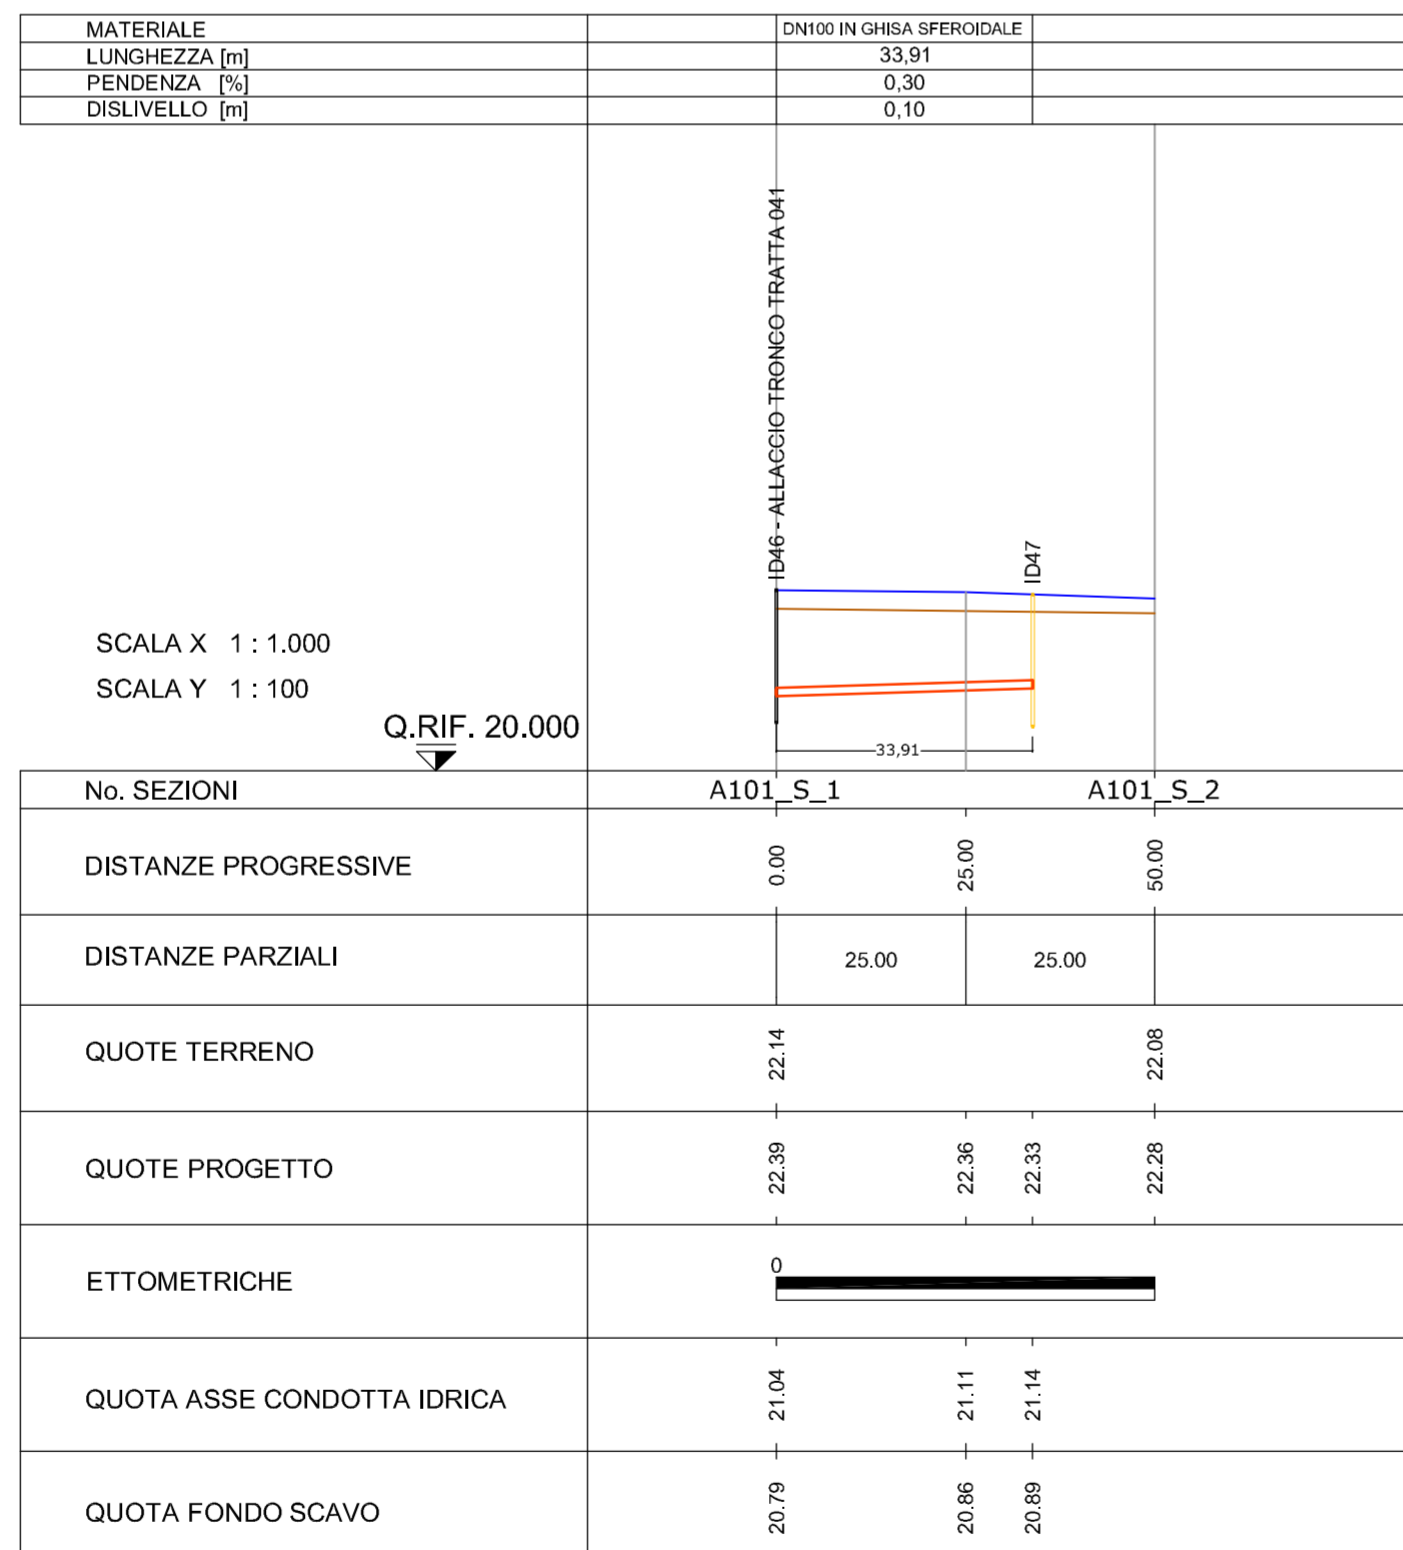 MATERIALE DN100 IN GHISA SFEROIDALE
LUNGHEZZA [m] 33,91
PENDENZA [%] 0,30
DISLIVELLO [m] 0,10
ID46 - ALLACCIO TRONCO TRATTA 041
ID47
SCALA X 1 : 1.000
SCALA Y 1 : 100
Q.RIF. 20.000
33,91
No. SEZIONI A101_S_1 A101_S_2
DISTANZE PROGRESSIVE 0.00 25.00 50.00
DISTANZE PARZIALI 25.00 25.00
QUOTE TERRENO 22.14 22.08
QUOTE PROGETTO 22.39 22.36 22.33 22.28
ETTOMETRICHE 0
QUOTA ASSE CONDOTTA IDRICA 21.04 21.11 21.14
QUOTA FONDO SCAVO 20.79 20.86 20.89